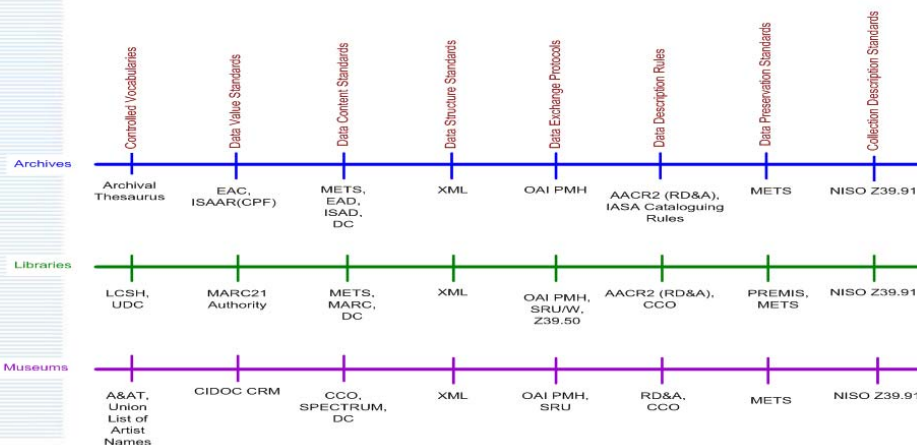 Controlled Vocabularies
Data Value Standards
Data Content Standards
Data Structure Standards
Data Exchange Protocols
Data Description Rules
Data Preservation Standards
Collection Description Standards
Archives
Archival
Thesaurus
EAC,
ISAAR(CPF)
METS,
EAD,
ISAD,
DC
XML
OAI PMH
AACR2 (RD&A),
IASA Cataloguing
Rules
METS
NISO Z39.91
Libraries
LCSH,
UDC
MARC21
Authority
METS,
MARC,
DC
XML
OAI PMH,
SRU/W,
Z39.50
AACR2 (RD&A),
CCO
PREMIS,
METS
NISO Z39.91
Museums
A&AT,
Union
List of
Artist
Names
CIDOC CRM
CCO,
SPECTRUM,
DC
XML
OAI PMH,
SRU
RD&A,
CCO
METS
NISO Z39.91